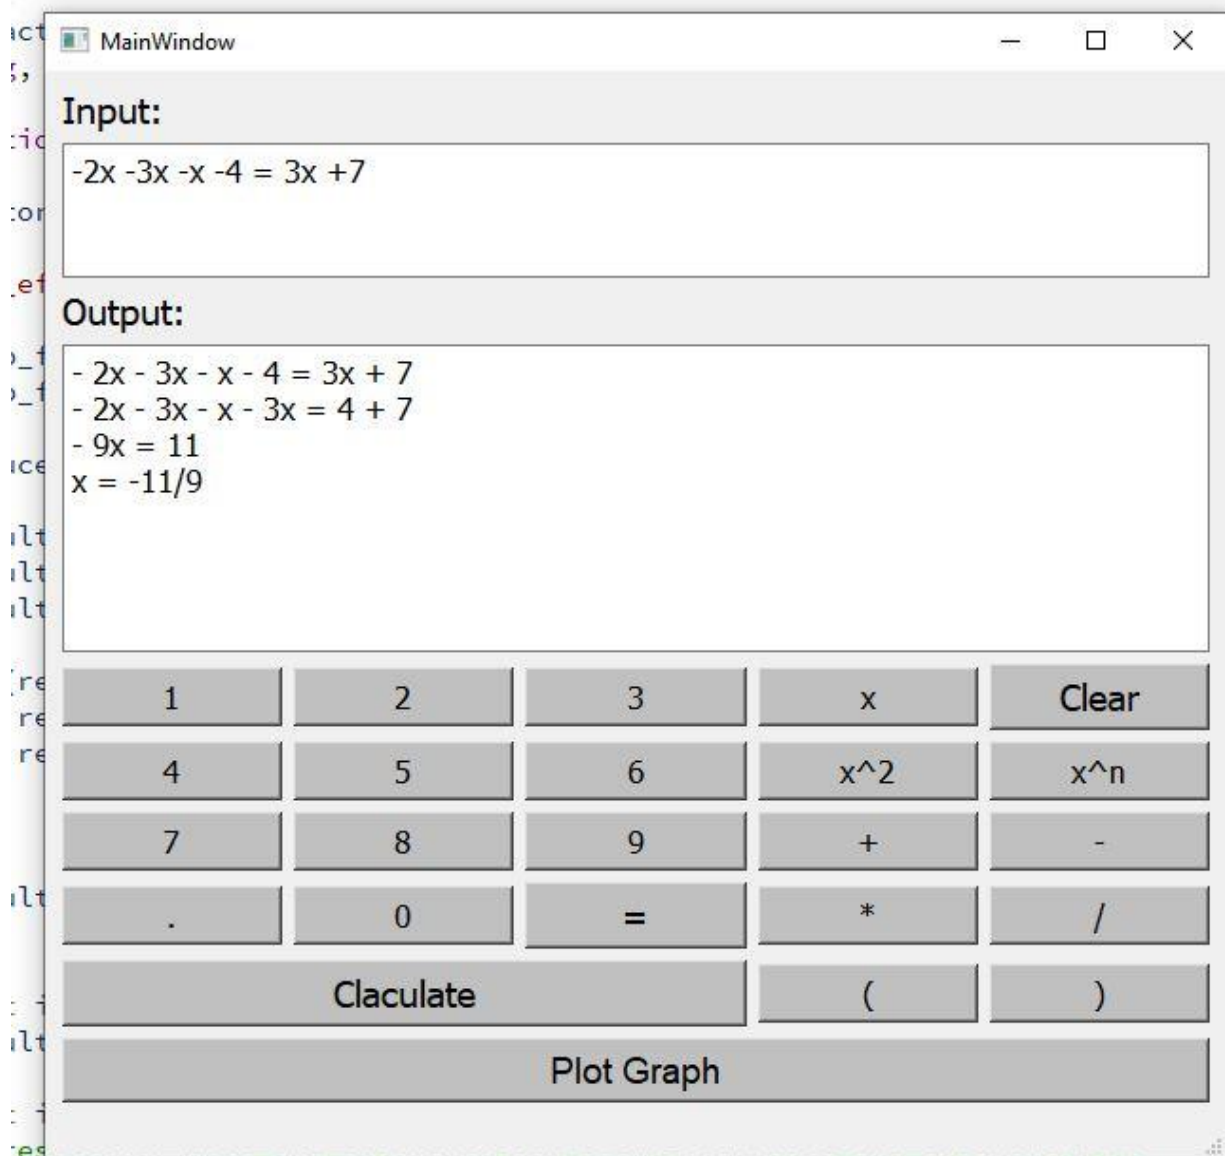 MainWindow
Input:
-2x -3x -x -4 = 3x +7
Output:
- 2x - 3x - x - 4 = 3x + 7
- 2x - 3x - x - 3x = 4 + 7
- 9x = 11
x = -11/9
1 2 3 x Clear
4 5 6 x^2 x^n
7 8 9 + -
. 0 = * /
Claculate ( )
Plot Graph